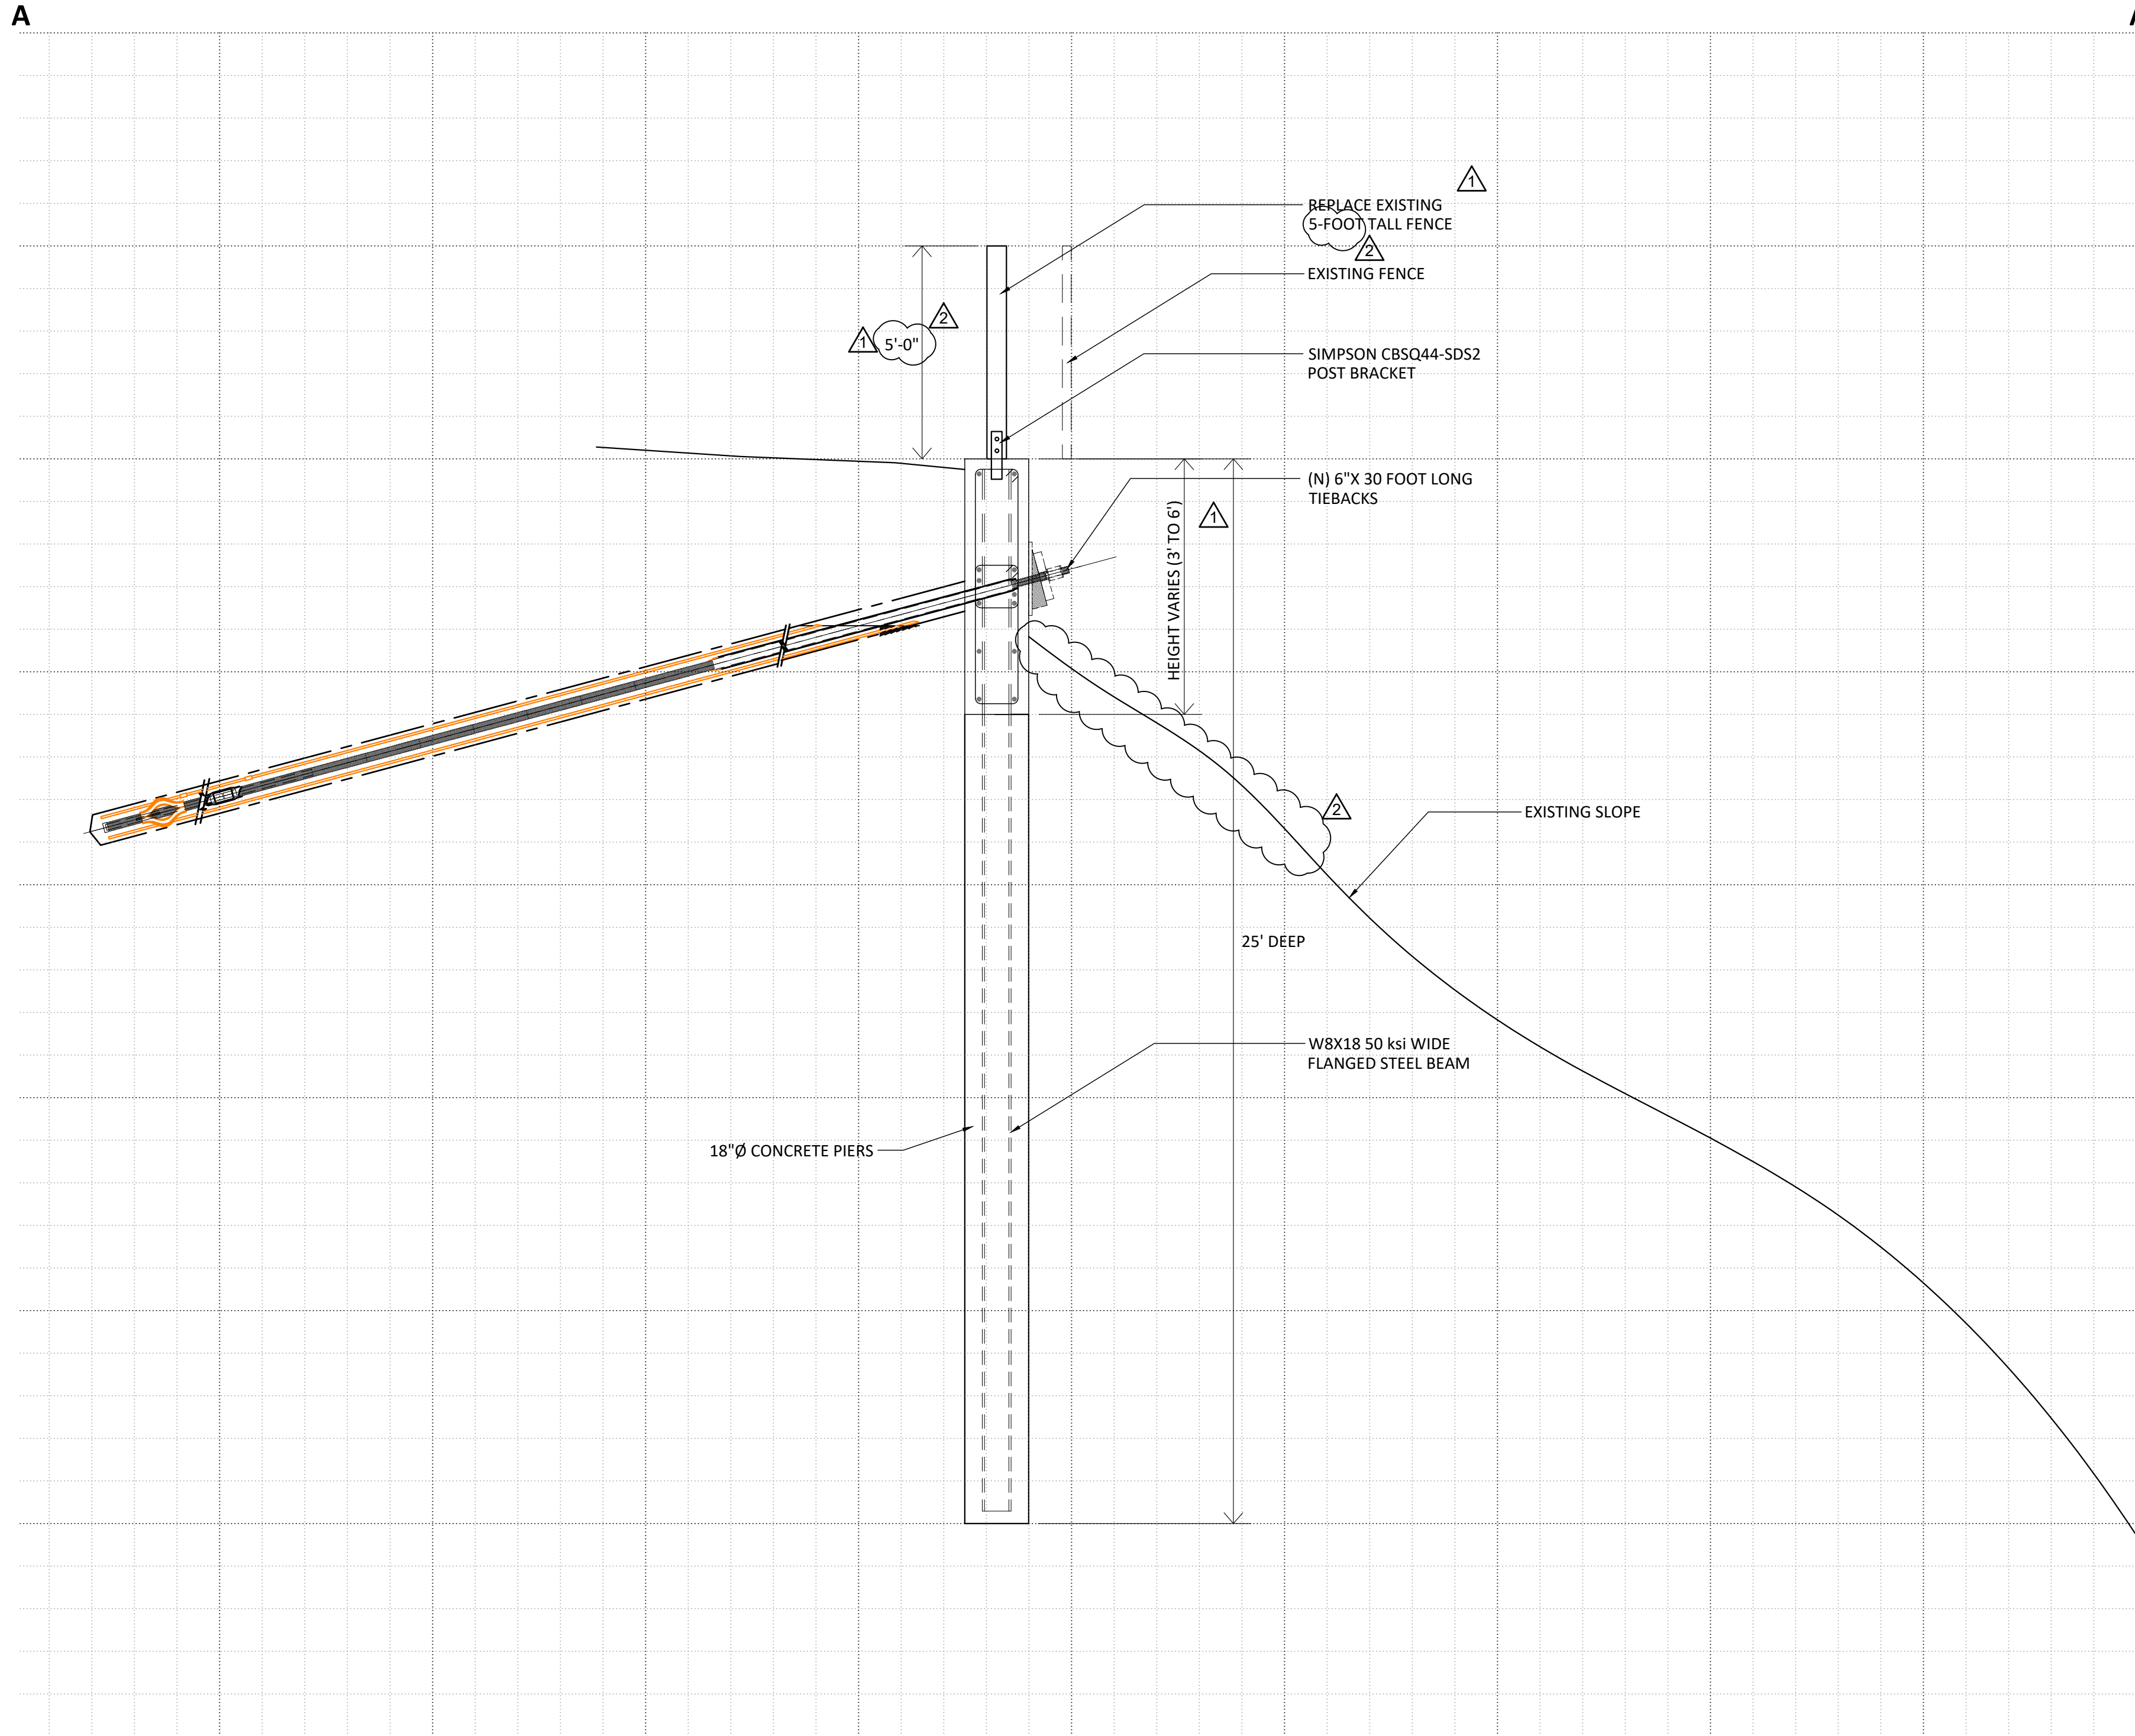 A
1
REPLACE EXISTING
5-FOOT TALL FENCE
2
EXISTING FENCE
2
1
5'-0"
SIMPSON CBSQ44-SDS2
POST BRACKET
(N) 6"X 30 FOOT LONG
TIEBACKS
1
HEIGHT VARIES (3' TO 6')
2
EXISTING SLOPE
25' DEEP
W8X18 50 ksi WIDE
FLANGED STEEL BEAM
18"Ø CONCRETE PIERS